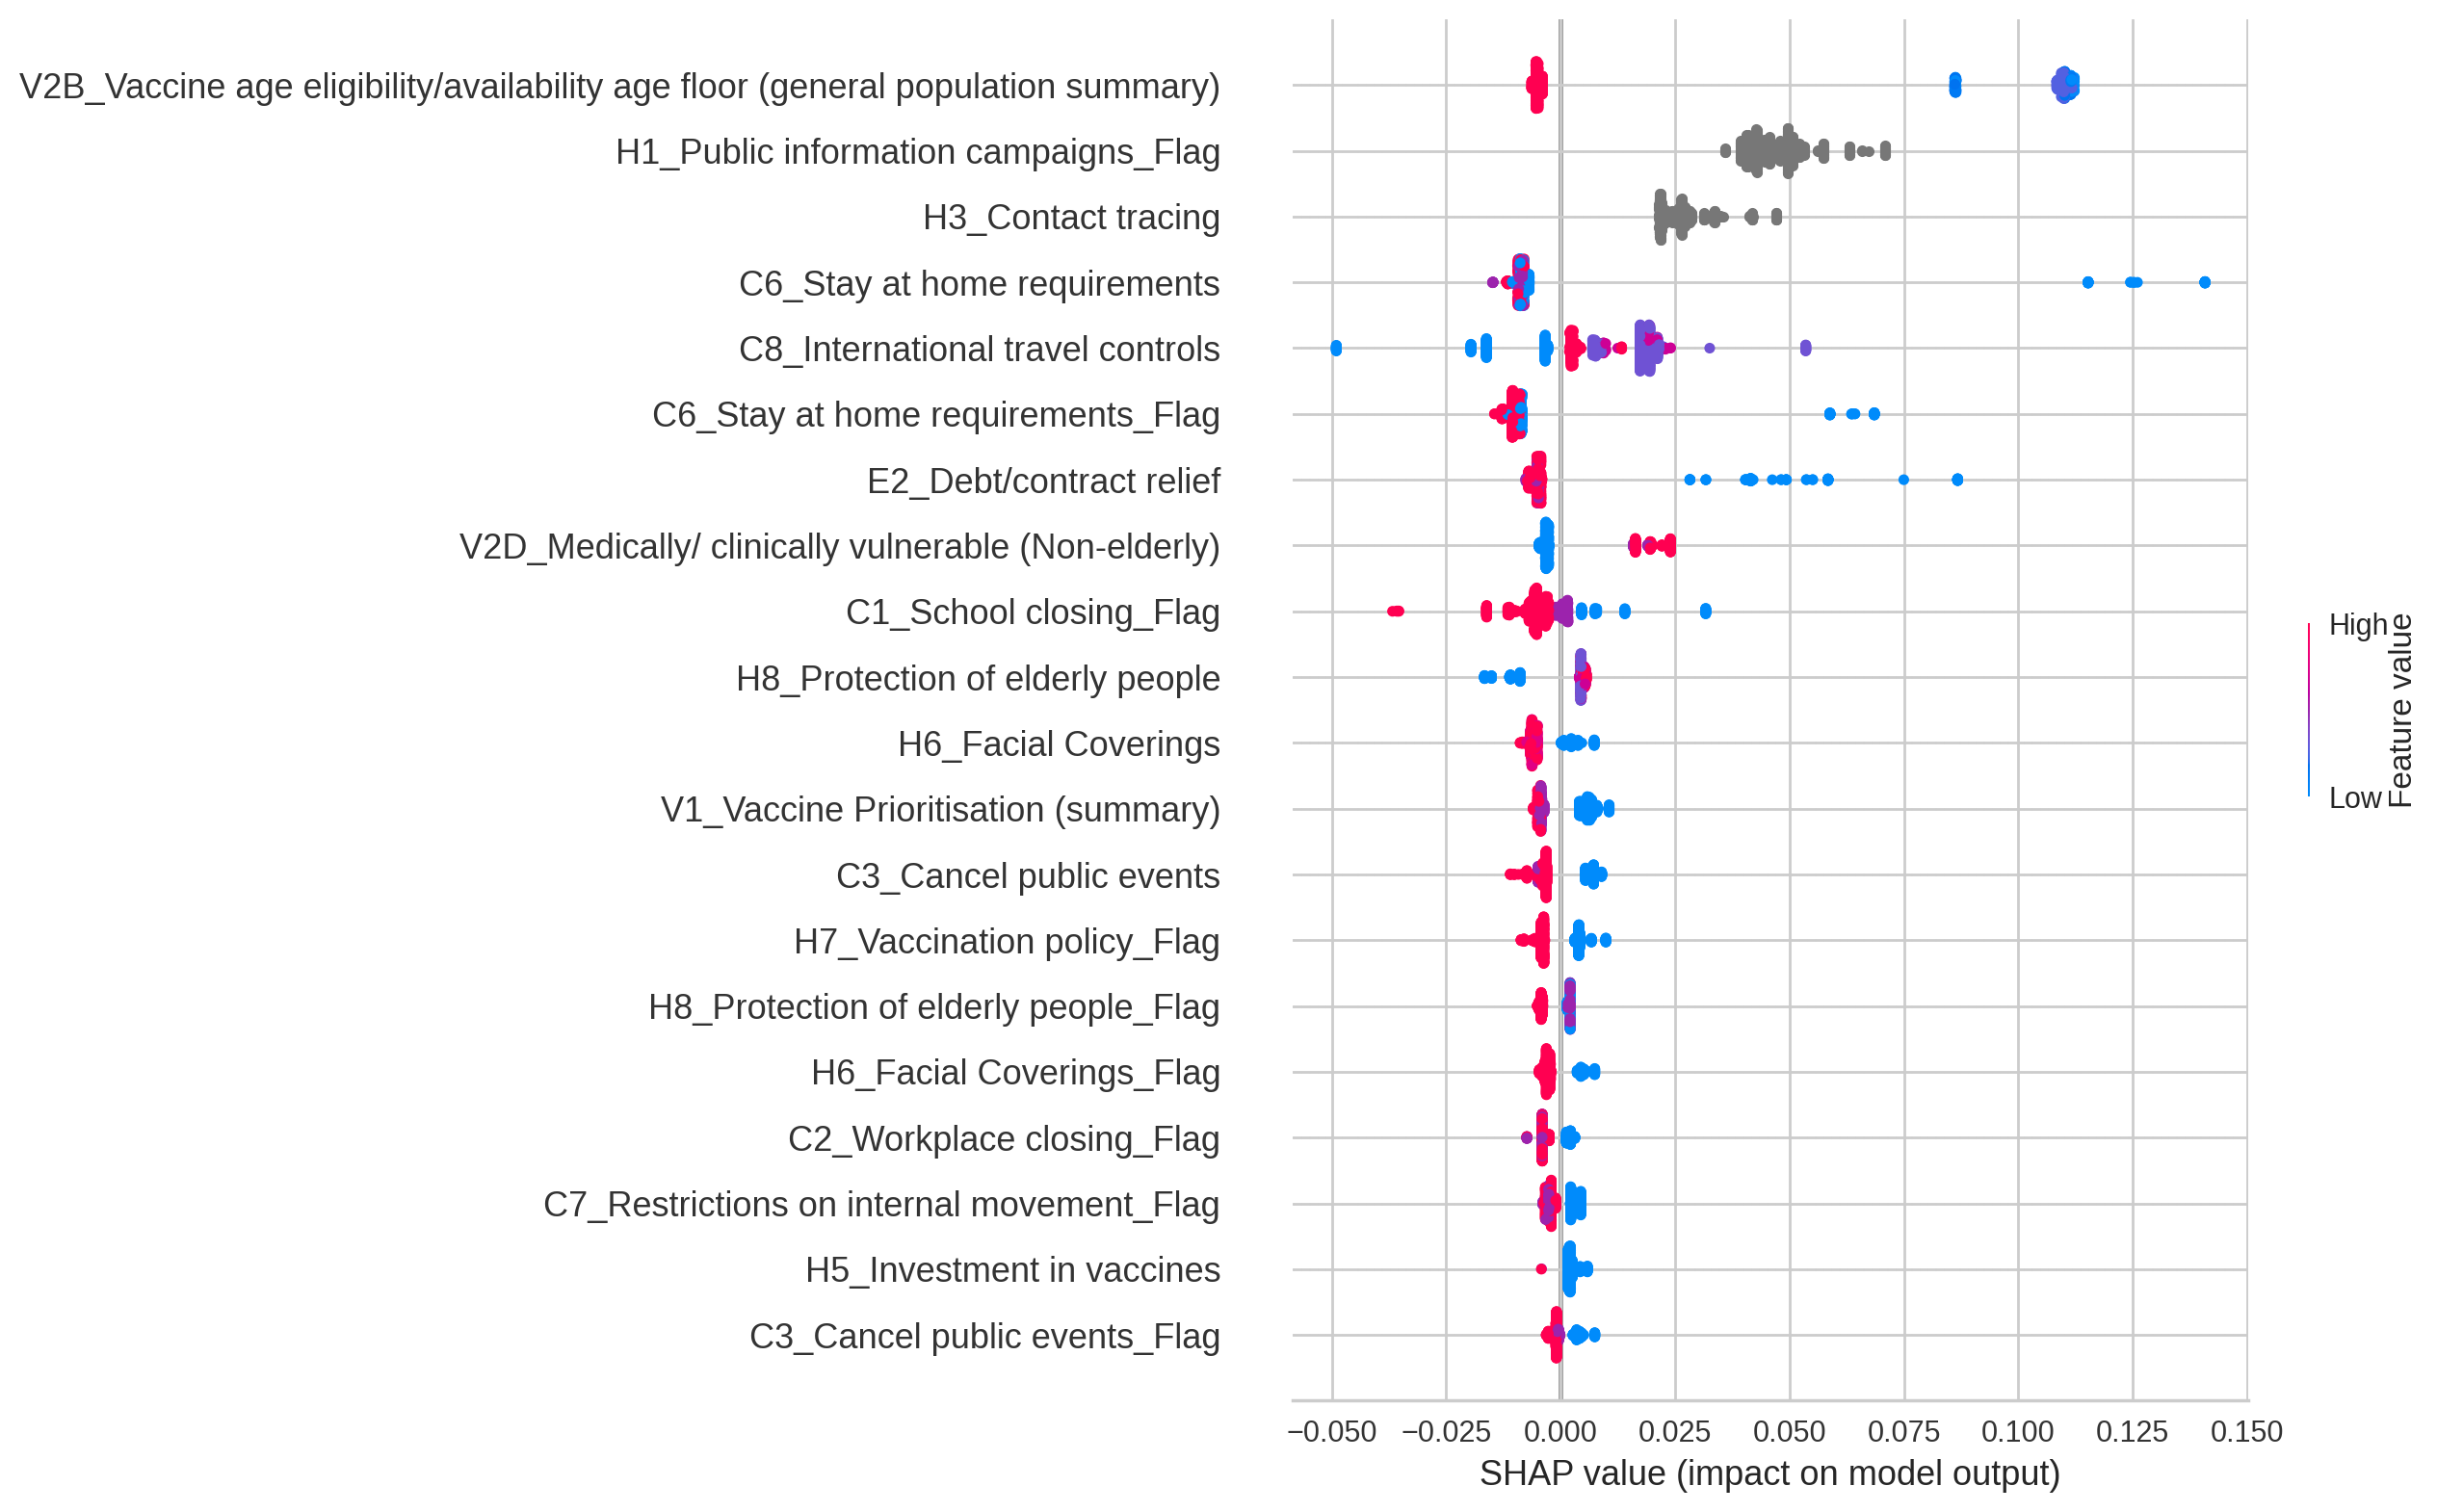 V2B_Vaccine age eligibility/availability age floor (general population summary)
H1_Public information campaigns_Flag
H3_Contact tracing
C6_Stay at home requirements
C8_International travel controls
C6_Stay at home requirements_Flag
E2_Debt/contract relief
V2D_Medically/ clinically vulnerable (Non-elderly)
C1_School closing_Flag
H8_Protection of elderly people
H6_Facial Coverings
V1_Vaccine Prioritisation (summary)
C3_Cancel public events
H7_Vaccination policy_Flag
H8_Protection of elderly people_Flag
H6_Facial Coverings_Flag
C2_Workplace closing_Flag
C7_Restrictions on internal movement_Flag
H5_Investment in vaccines
C3_Cancel public events_Flag
−0.050 −0.025 0.000 0.025 0.050 0.075 0.100 0.125 0.150
SHAP value (impact on model output)
High
Low
Feature value